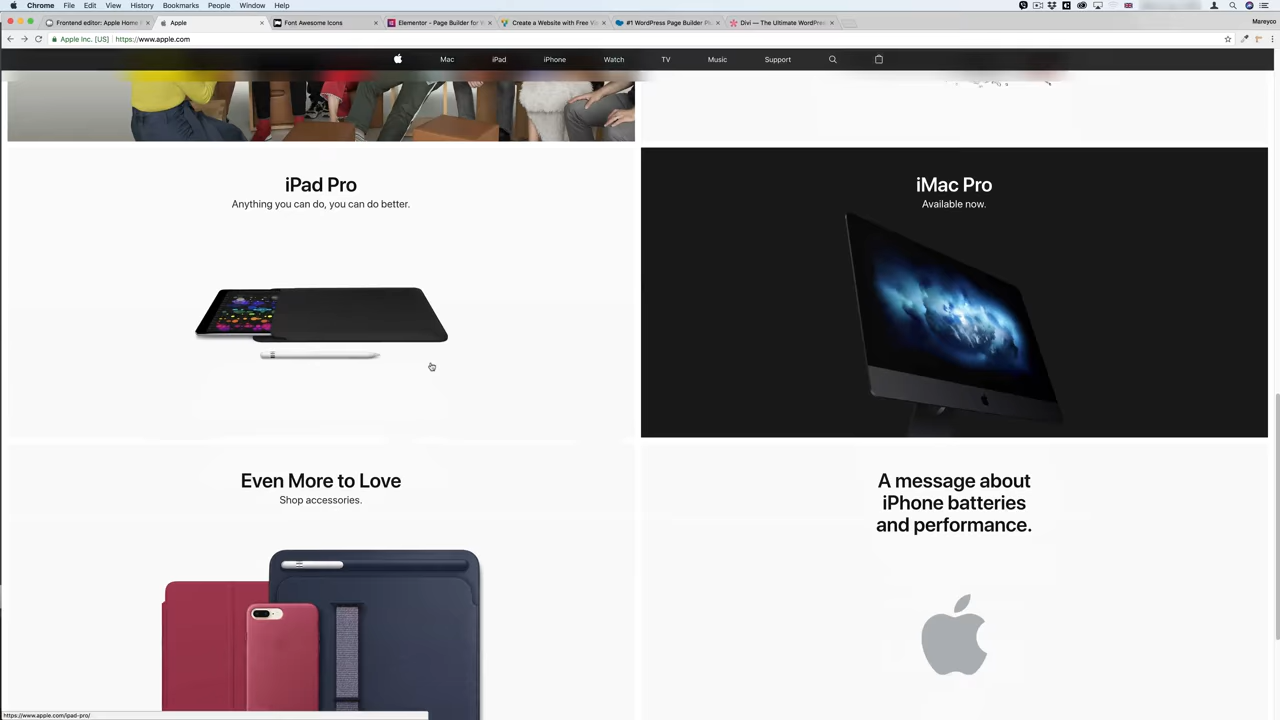 Chrome File Edit View History Bookmarks People Window Help
Frontend editor: Apple Home
Apple
Font Awesome Icons
Elementor - Page Builder for
Create a Website with Free
#1 WordPress Page Builder
Divi — The Ultimate WordPres
Mareyco
Apple Inc. [US] https://www.apple.com
Mac iPad iPhone Watch TV Music Support
iPad Pro
Anything you can do, you can do better.
iMac Pro
Available now.
Even More to Love
Shop accessories.
A message about
iPhone batteries
and performance.
https://www.apple.com/ipad-pro/